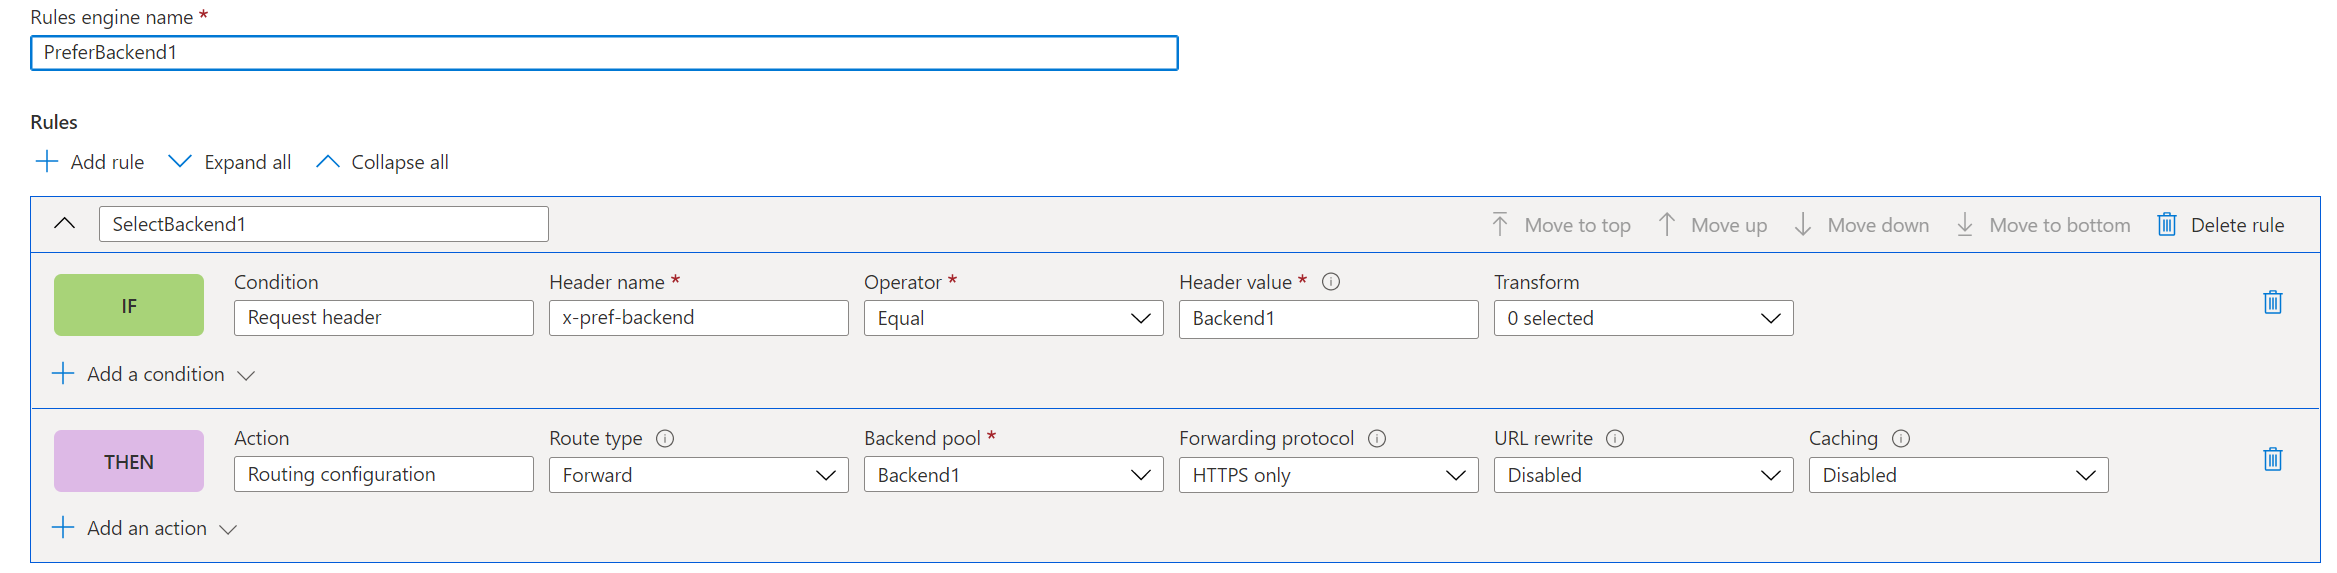 Rules engine name *
PreferBackend1
Rules
Add rule Expand all Collapse all
SelectBackend1 Move to top Move up Move down Move to bottom Delete rule
Condition Header name * Operator * Header value * Transform
IF Request header x-pref-backend Equal Backend1 0 selected
Add a condition
Action Route type Backend pool * Forwarding protocol URL rewrite Caching
THEN Routing configuration Forward Backend1 HTTPS only Disabled Disabled
Add an action